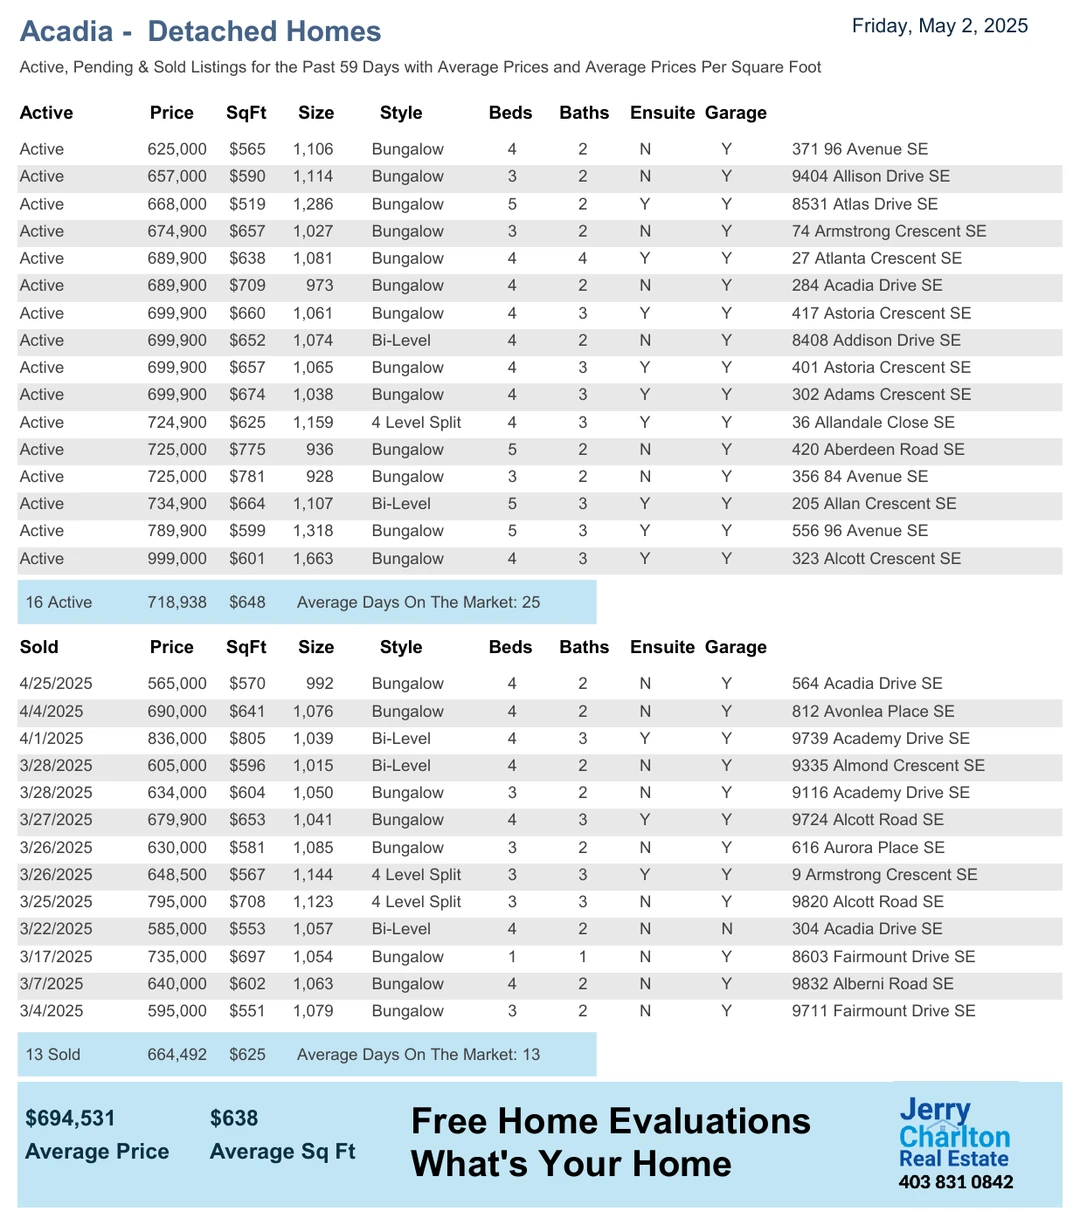 Acadia - Detached Homes
Friday, May 2, 2025
Active, Pending & Sold Listings for the Past 59 Days with Average Prices and Average Prices Per Square Foot
Active Price SqFt Size Style Beds Baths Ensuite Garage
Active 625,000 $565 1,106 Bungalow 4 2 N Y 371 96 Avenue SE
Active 657,000 $590 1,114 Bungalow 3 2 N Y 9404 Allison Drive SE
Active 668,000 $519 1,286 Bungalow 5 2 Y Y 8531 Atlas Drive SE
Active 674,900 $657 1,027 Bungalow 3 2 N Y 74 Armstrong Crescent SE
Active 689,900 $638 1,081 Bungalow 4 4 Y Y 27 Atlanta Crescent SE
Active 689,900 $709 973 Bungalow 4 2 N Y 284 Acadia Drive SE
Active 699,900 $660 1,061 Bungalow 4 3 Y Y 417 Astoria Crescent SE
Active 699,900 $652 1,074 Bi-Level 4 2 N Y 8408 Addison Drive SE
Active 699,900 $657 1,065 Bungalow 4 3 Y Y 401 Astoria Crescent SE
Active 699,900 $674 1,038 Bungalow 4 3 Y Y 302 Adams Crescent SE
Active 724,900 $625 1,159 4 Level Split 4 3 Y Y 36 Allandale Close SE
Active 725,000 $775 936 Bungalow 5 2 N Y 420 Aberdeen Road SE
Active 725,000 $781 928 Bungalow 3 2 N Y 356 84 Avenue SE
Active 734,900 $664 1,107 Bi-Level 5 3 Y Y 205 Allan Crescent SE
Active 789,900 $599 1,318 Bungalow 5 3 Y Y 556 96 Avenue SE
Active 999,000 $601 1,663 Bungalow 4 3 Y Y 323 Alcott Crescent SE
16 Active 718,938 $648 Average Days On The Market: 25
Sold Price SqFt Size Style Beds Baths Ensuite Garage
4/25/2025 565,000 $570 992 Bungalow 4 2 N Y 564 Acadia Drive SE
4/4/2025 690,000 $641 1,076 Bungalow 4 2 N Y 812 Avonlea Place SE
4/1/2025 836,000 $805 1,039 Bi-Level 4 3 Y Y 9739 Academy Drive SE
3/28/2025 605,000 $596 1,015 Bi-Level 4 2 N Y 9335 Almond Crescent SE
3/28/2025 634,000 $604 1,050 Bungalow 3 2 N Y 9116 Academy Drive SE
3/27/2025 679,900 $653 1,041 Bungalow 4 3 Y Y 9724 Alcott Road SE
3/26/2025 630,000 $581 1,085 Bungalow 3 2 N Y 616 Aurora Place SE
3/26/2025 648,500 $567 1,144 4 Level Split 3 3 Y Y 9 Armstrong Crescent SE
3/25/2025 795,000 $708 1,123 4 Level Split 3 3 N Y 9820 Alcott Road SE
3/22/2025 585,000 $553 1,057 Bi-Level 4 2 N N 304 Acadia Drive SE
3/17/2025 735,000 $697 1,054 Bungalow 1 1 N Y 8603 Fairmount Drive SE
3/7/2025 640,000 $602 1,063 Bungalow 4 2 N Y 9832 Alberni Road SE
3/4/2025 595,000 $551 1,079 Bungalow 3 2 N Y 9711 Fairmount Drive SE
13 Sold 664,492 $625 Average Days On The Market: 13
$694,531 $638
Average Price Average Sq Ft
Free Home Evaluations
What's Your Home
Jerry
Charlton
Real Estate
403 831 0842